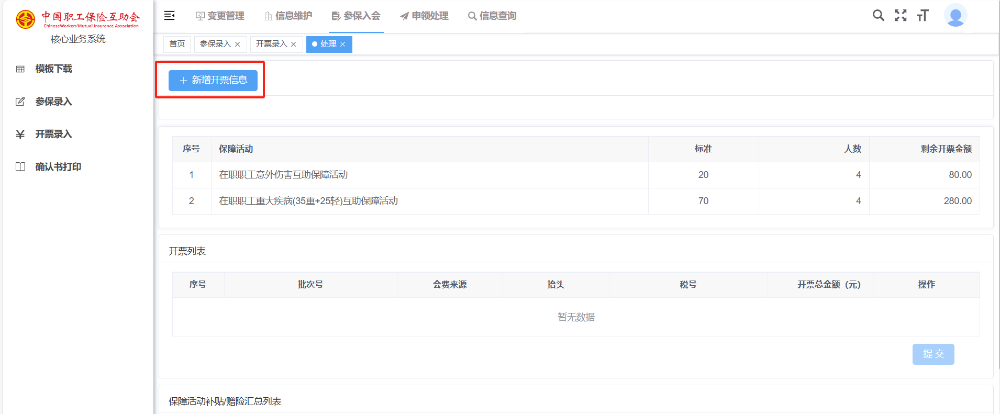 中国职工保险互助会
ChineseWorkers'Mutual Insurance Association
核心业务系统
模板下载
参保录入
开票录入
确认书打印
变更管理 信息维护 参保入会 申领处理 信息查询
首页 参保录入 开票录入 处理
新增开票信息
序号 保障活动 标准 人数 剩余开票金额
1 在职职工意外伤害互助保障活动 20 4 80.00
2 在职职工重大疾病(35重+25轻)互助保障活动 70 4 280.00
开票列表
序号 批次号 会费来源 抬头 税号 开票总金额（元） 操作
暂无数据
提交
保障活动补贴/赠险汇总列表